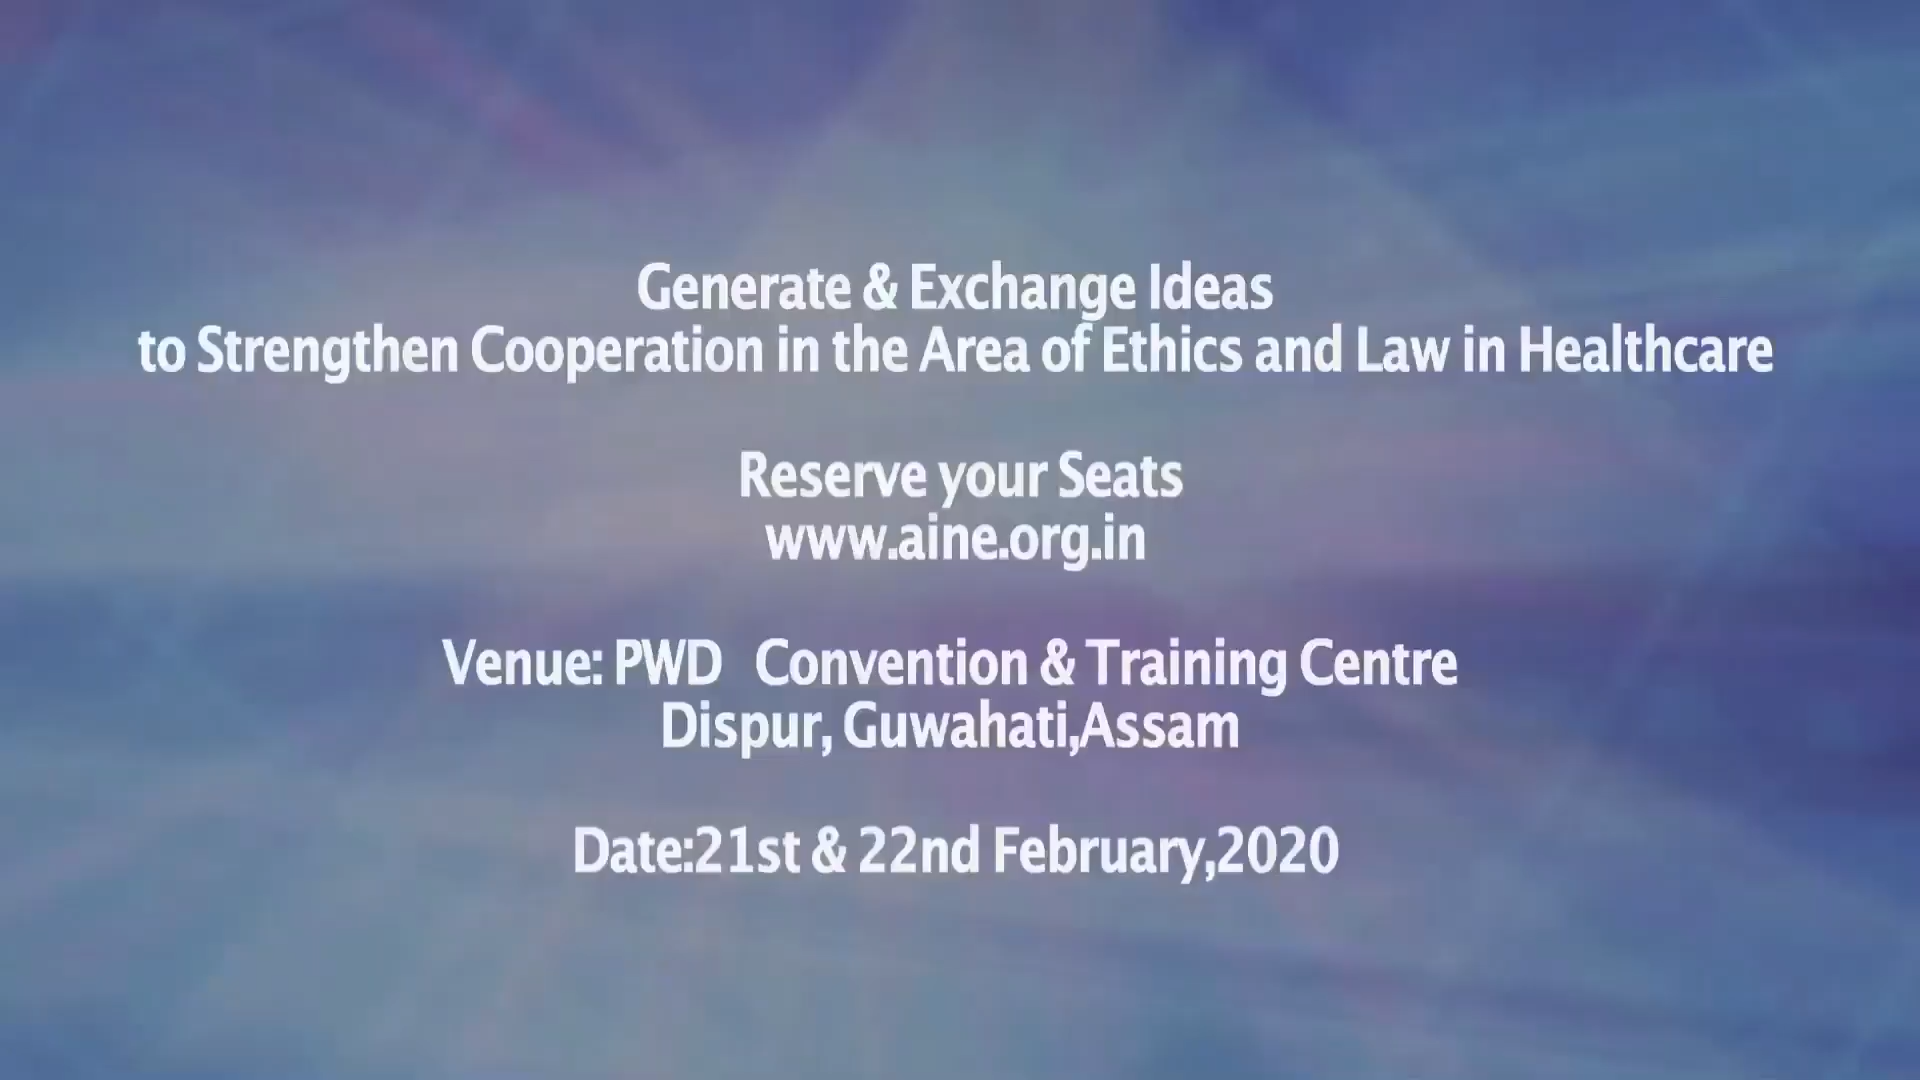 Generate & Exchange Ideas
to Strengthen Cooperation in the Area of Ethics and Law in Healthcare
Reserve your Seats
www.aine.org.in
Venue: PWD Convention & Training Centre
Dispur, Guwahati,Assam
Date:21st & 22nd February,2020